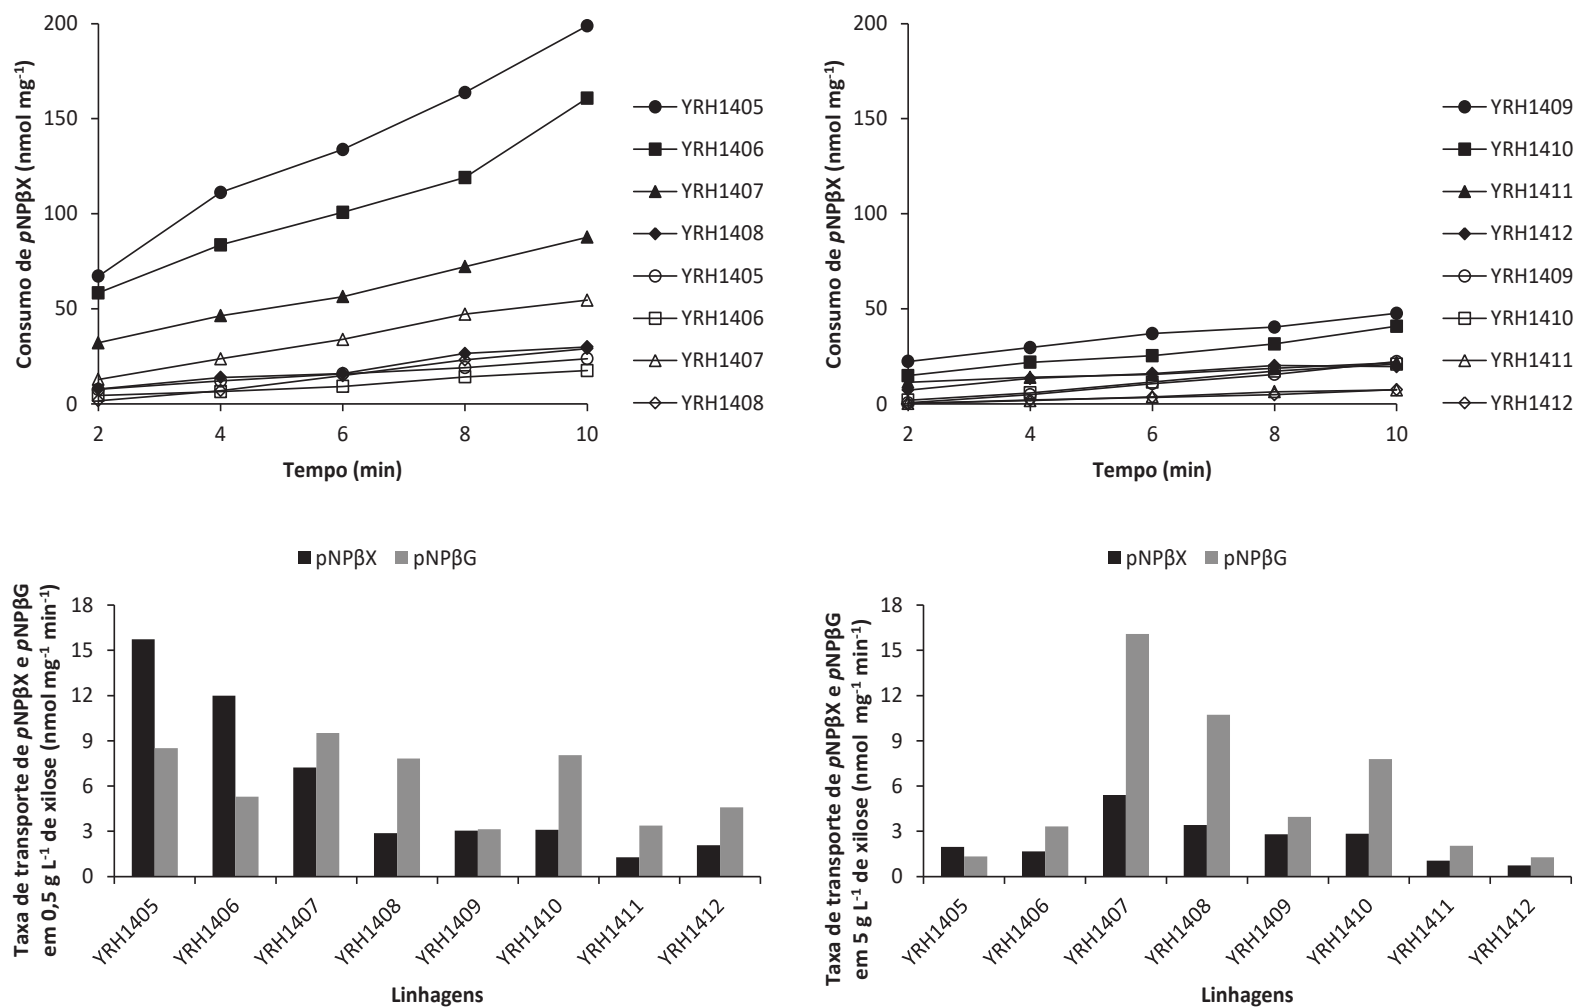 Consumo de pNPβX (nmol mg-1)
200
150
100
50
0
2 4 6 8 10
Tempo (min)
YRH1405
YRH1406
YRH1407
YRH1408
YRH1405
YRH1406
YRH1407
YRH1408
Consumo de pNPβX (nmol mg-1)
200
150
100
50
0
2 4 6 8 10
Tempo (min)
YRH1409
YRH1410
YRH1411
YRH1412
YRH1409
YRH1410
YRH1411
YRH1412
pNPβX pNPβG
Taxa de transporte de pNPβX e pNPβG
em 0,5 g L-1 de xilose (nmol mg-1 min-1)
18
15
12
9
6
3
0
YRH1405 YRH1406 YRH1407 YRH1408 YRH1409 YRH1410 YRH1411 YRH1412
Linhagens
pNPβX pNPβG
Taxa de transporte de pNPβX e pNPβG
em 5 g L-1 de xilose (nmol mg-1 min-1)
18
15
12
9
6
3
0
YRH1405 YRH1406 YRH1407 YRH1408 YRH1409 YRH1410 YRH1411 YRH1412
Linhagens